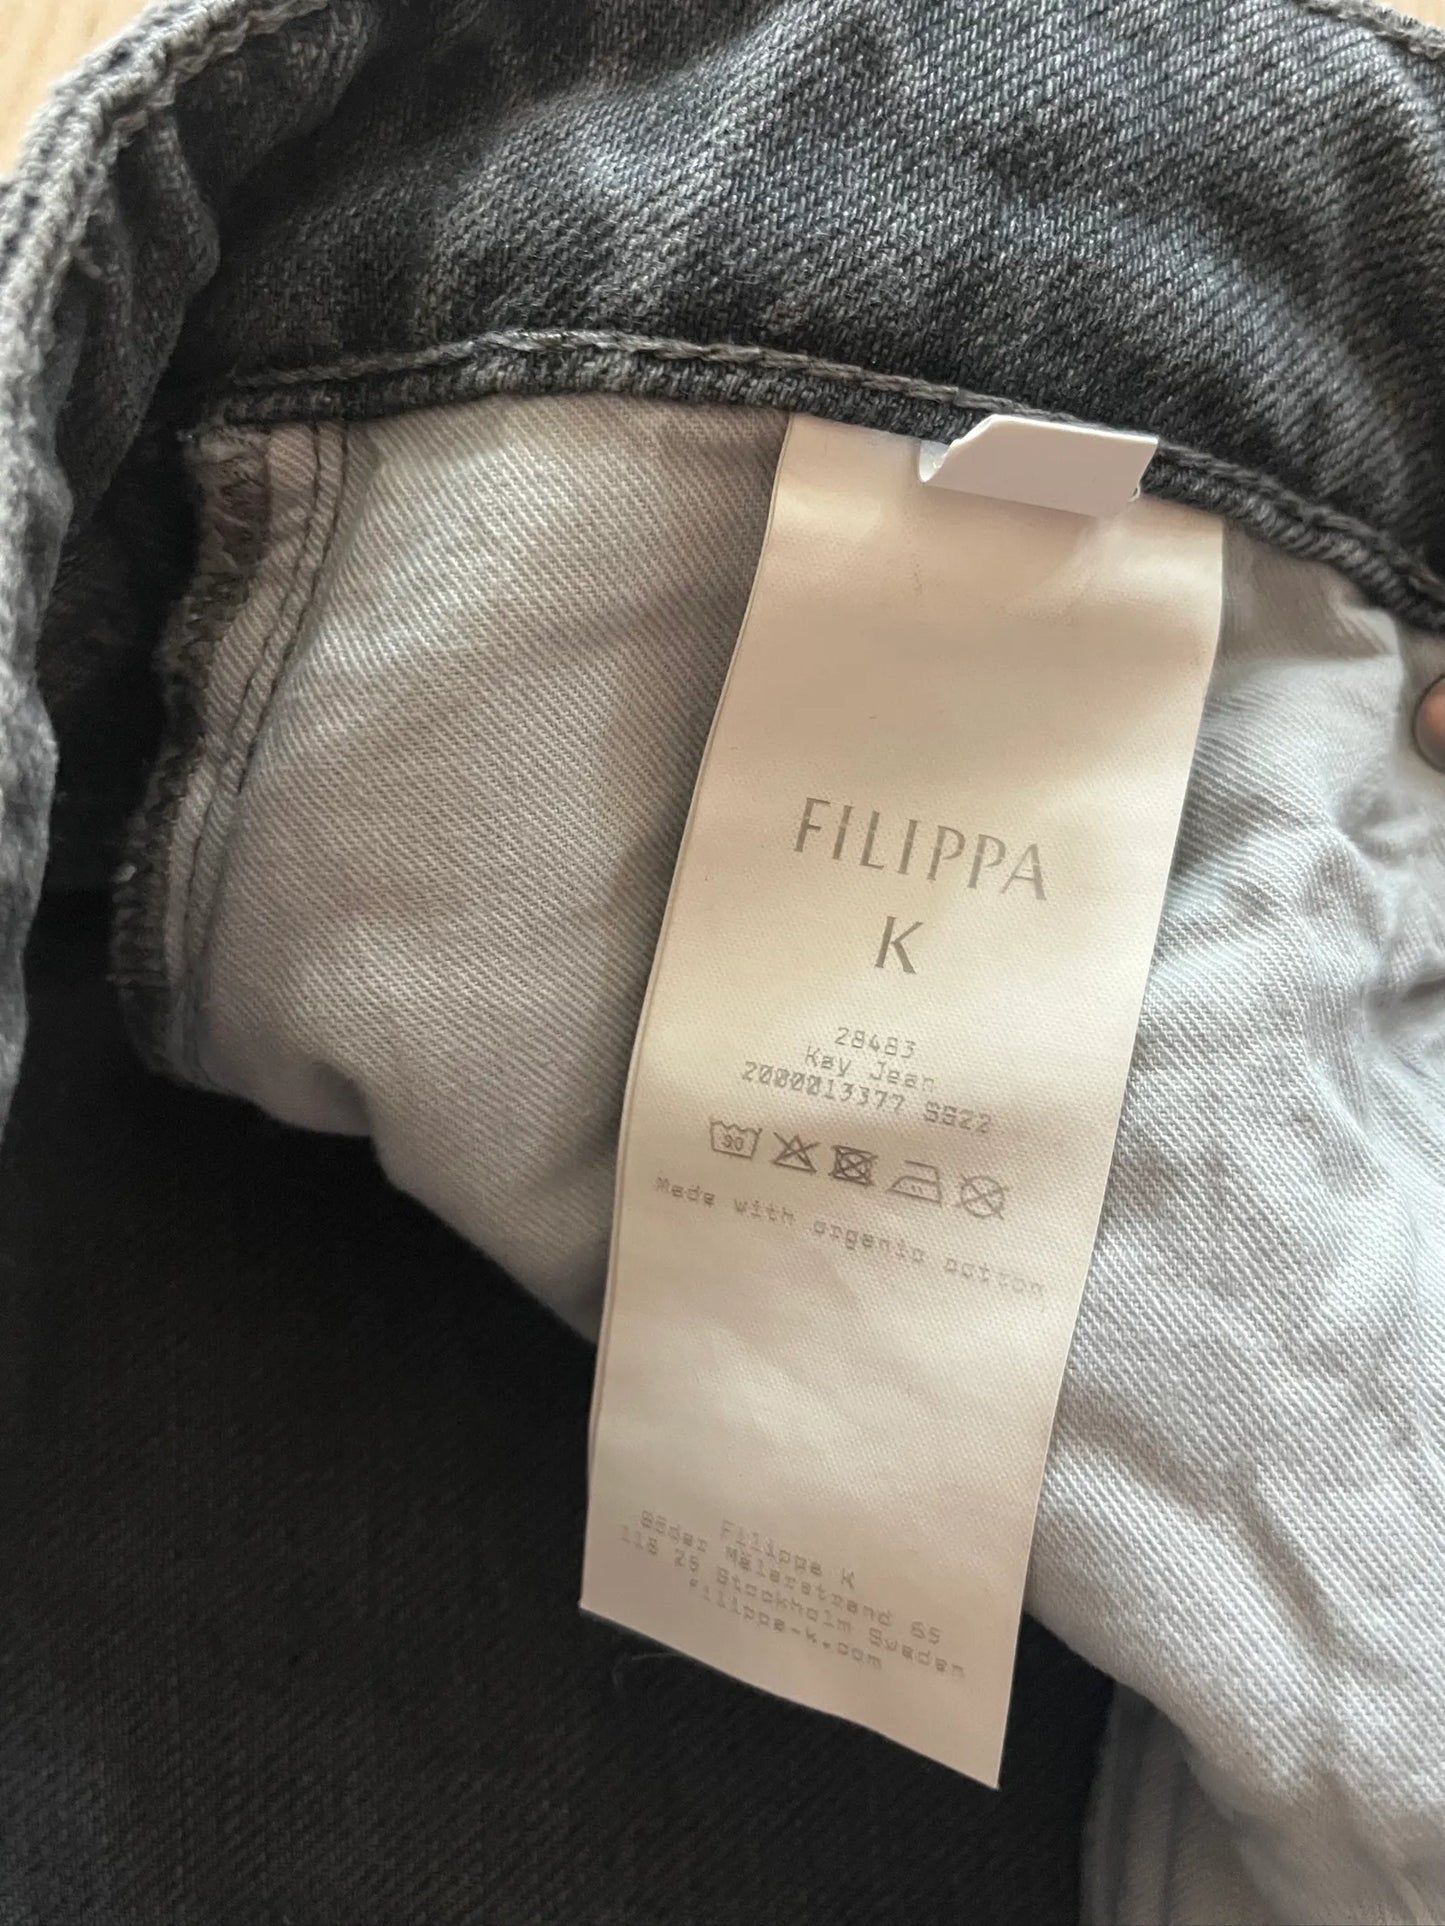 FILIPPA
K
28483
Kay Jean
2000013377 SS22
30
Made with organic cotton
Filippa K
Söder Mälarstrand 65
118 25 Stockholm Sweden
filippa-k.com